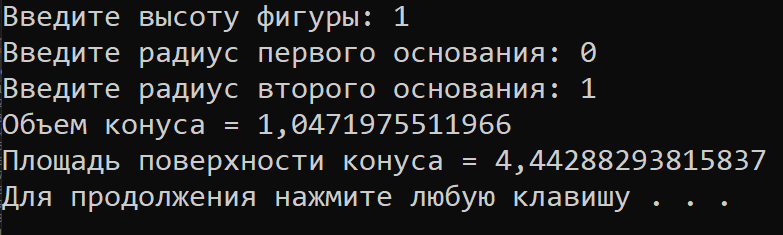 Введите высоту фигуры: 1
Введите радиус первого основания: 0
Введите радиус второго основания: 1
Объем конуса = 1,0471975511966
Площадь поверхности конуса = 4,44288293815837
Для продолжения нажмите любую клавишу . . .